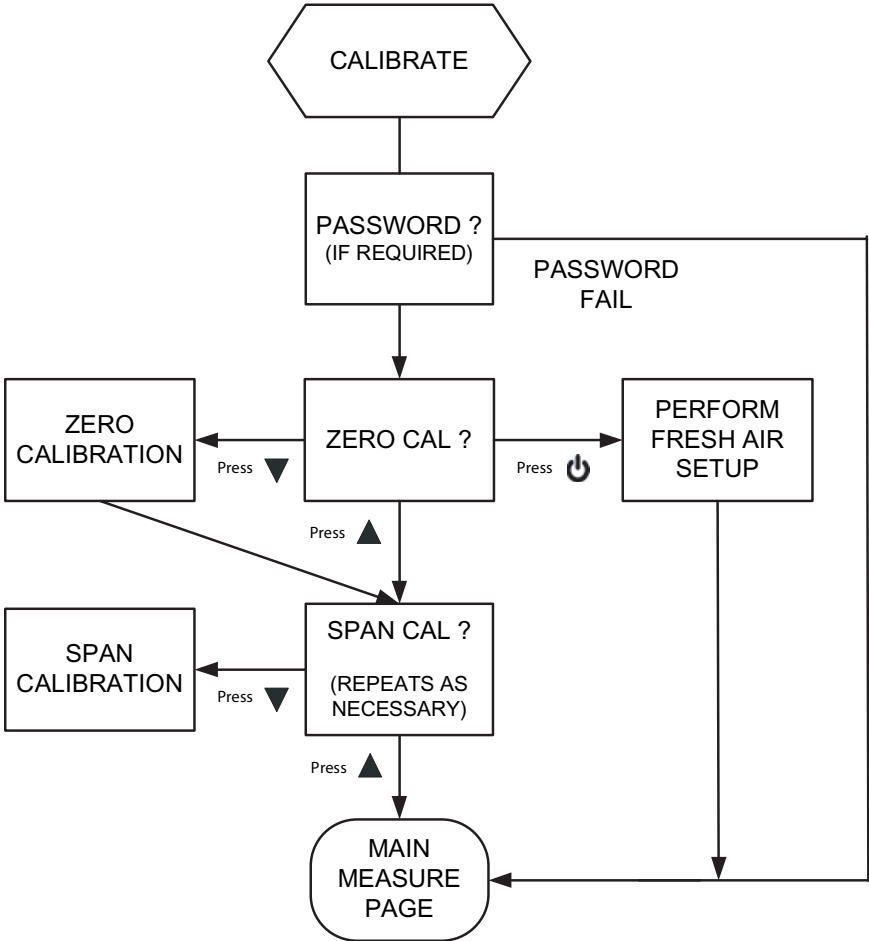 CALIBRATE
PASSWORD ?
(IF REQUIRED)
PASSWORD
FAIL
ZERO
CALIBRATION
Press ▼
ZERO CAL ?
Press
PERFORM
FRESH AIR
SETUP
Press ▲
SPAN
CALIBRATION
Press ▼
SPAN CAL ?
(REPEATS AS
NECESSARY)
Press ▲
MAIN
MEASURE
PAGE